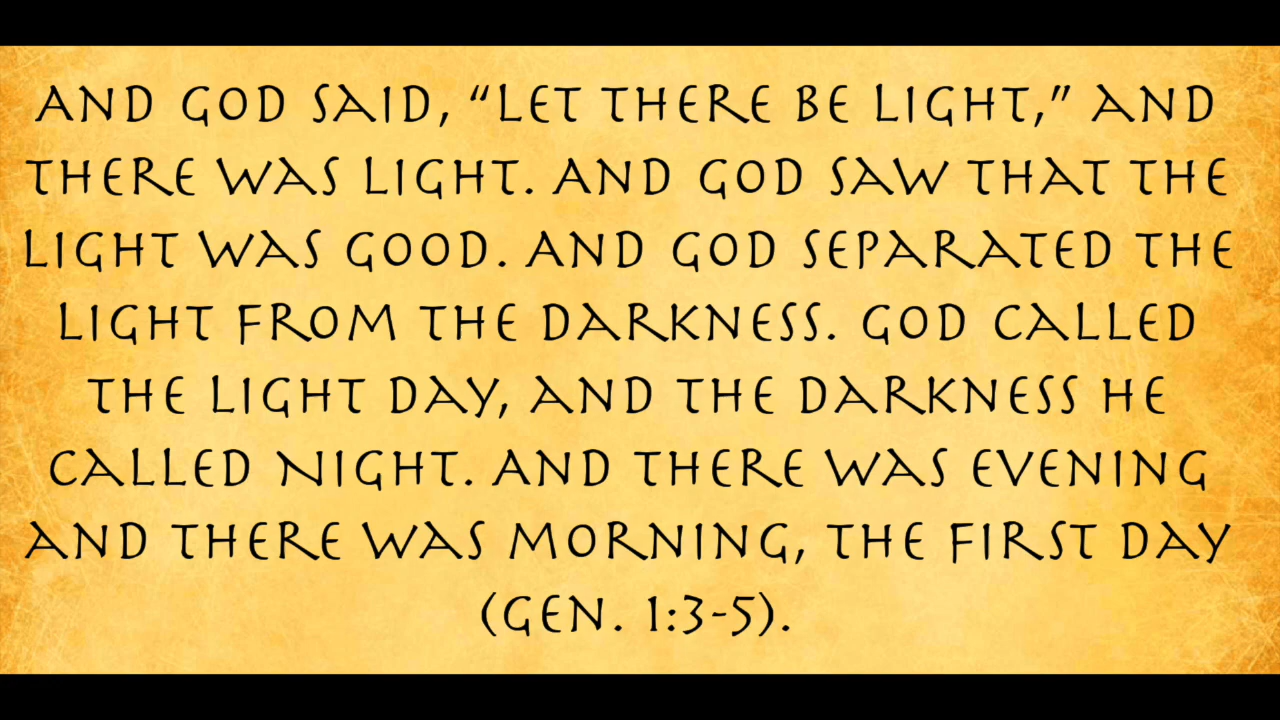 AND GOD SAID, “LET THERE BE LIGHT,” AND
THERE WAS LIGHT. AND GOD SAW THAT THE
LIGHT WAS GOOD. AND GOD SEPARATED THE
LIGHT FROM THE DARKNESS. GOD CALLED
THE LIGHT DAY, AND THE DARKNESS HE
CALLED NIGHT. AND THERE WAS EVENING
AND THERE WAS MORNING, THE FIRST DAY
(GEN. 1:3-5).